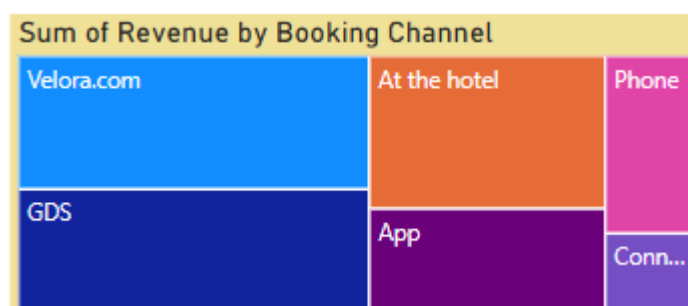 Sum of Revenue by Booking Channel
Velora.com
At the hotel
Phone
GDS
App
Conn...